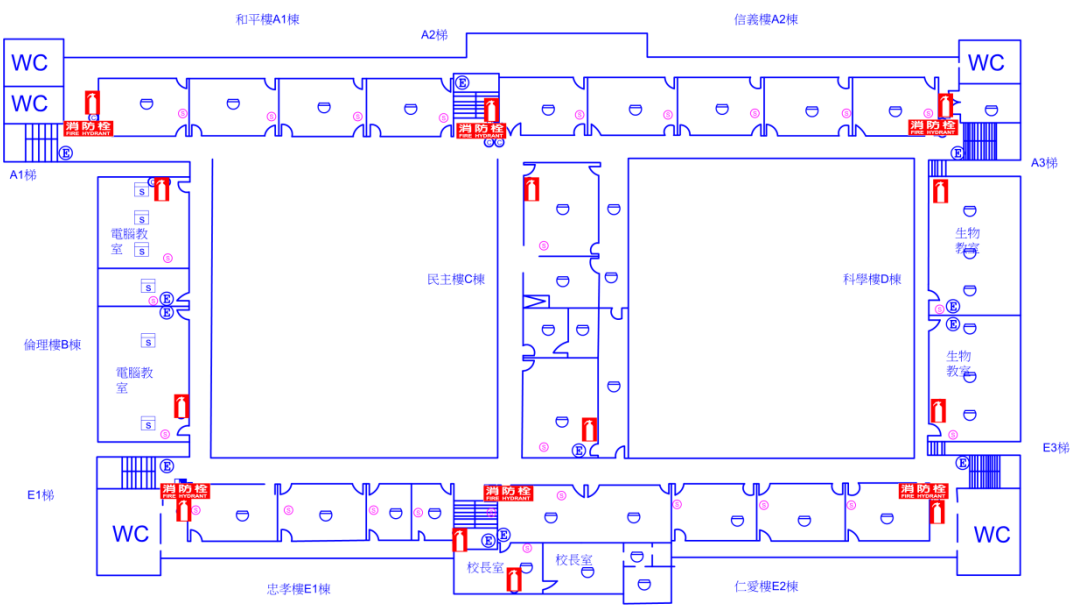 和平樓A1棟
信義樓A2棟
A2梯
WC
WC
WC
E
S
S
S
S
S
S
S
S
S
消防栓
FIRE HYDRANT
消防栓
FIRE HYDRANT
消防栓
FIRE HYDRANT
C
C
C
E
E
A1梯
A3梯
S
S
電腦教
室
S
S
S
S
生物
教室
民主樓C棟
科學樓D棟
S
S
E
E
S
E
E
倫理樓B棟
S
電腦教
室
生物
教室
S
S
S
E
S
E3梯
E
E
E1梯
消防栓
FIRE HYDRANT
消防栓
FIRE HYDRANT
消防栓
FIRE HYDRANT
S
S
S
S
S
S
S
S
S
WC
WC
E
E
S
校長室
校長室
忠孝樓E1棟
仁愛樓E2棟